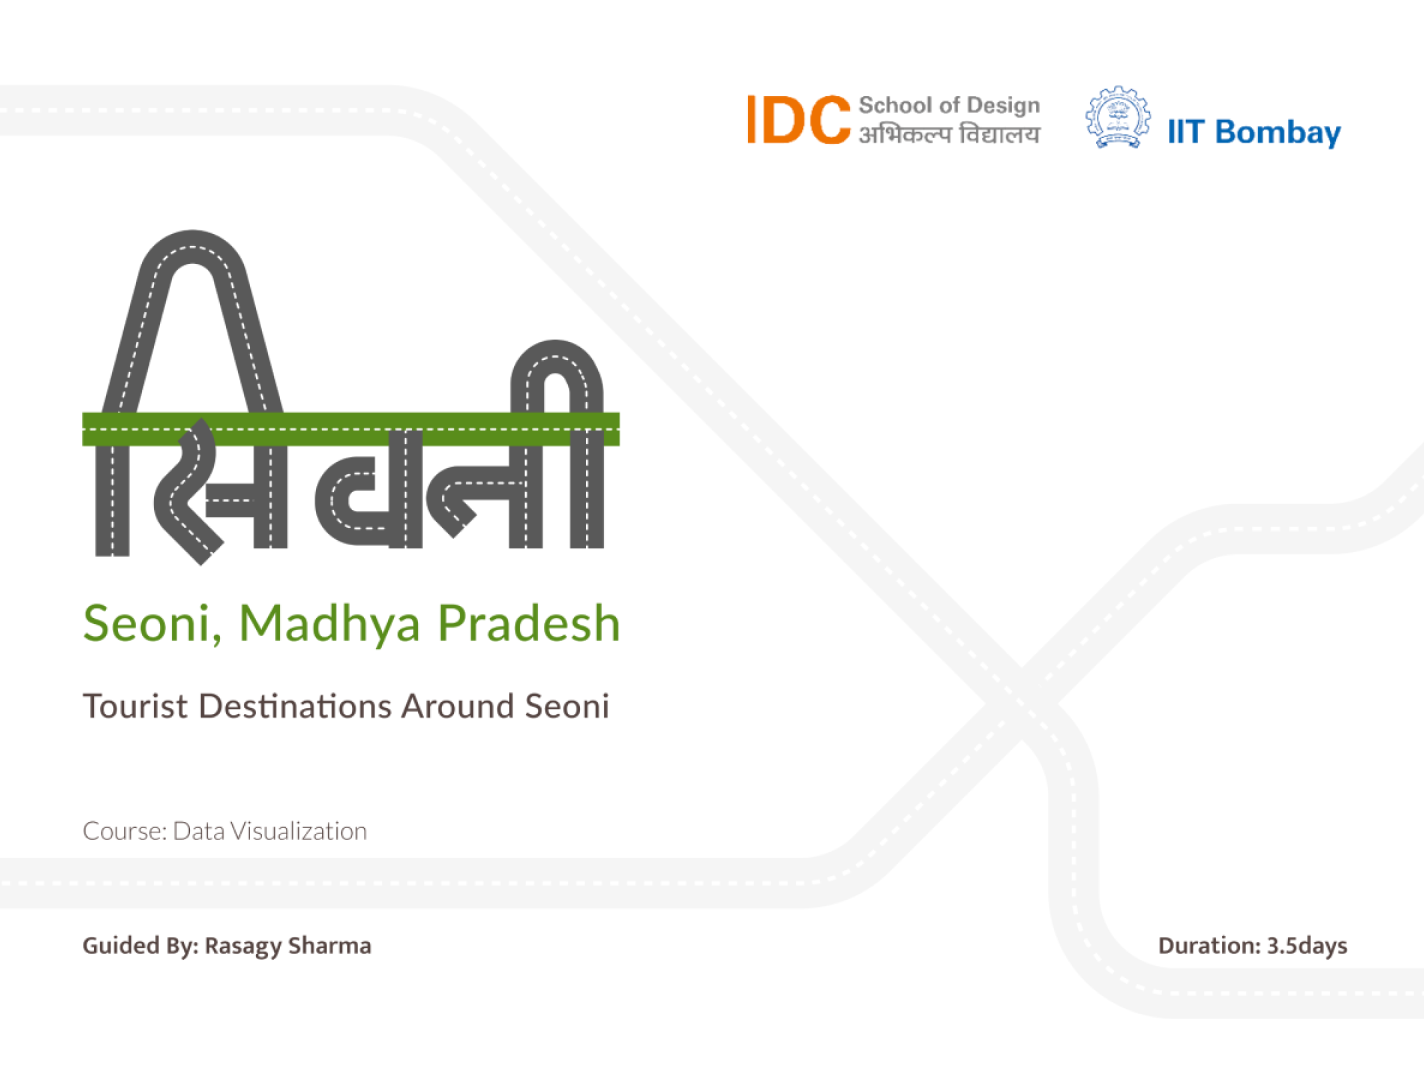 IDC School of Design
अभिकल्प विद्यालय
IIT Bombay
सिवनी
Seoni, Madhya Pradesh
Tourist Destinations Around Seoni
Course: Data Visualization
Guided By: Rasagy Sharma
Duration: 3.5days